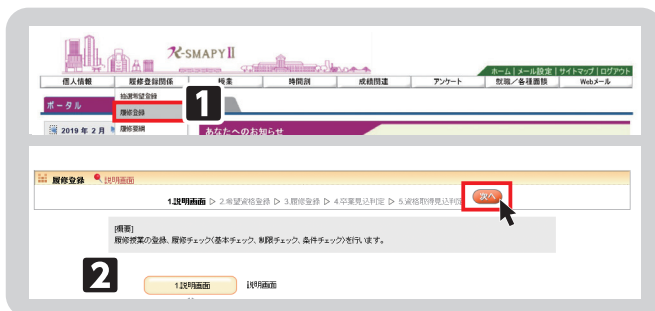 K-SMAPYⅡ
ホーム | メール設定 | サイトマップ | ログアウト
個人情報 履修登録関係 授業 時間割 成績関連 アンケート 就職／各種面談 Webメール
抽選希望登録
ポータル
履修登録
1
2019 年 2 月 履修要綱 あなたへのお知らせ
履修登録 説明画面
1.説明画面 ▷ 2.希望資格登録 ▷ 3.履修登録 ▷ 4.卒業見込判定 ▷ 5.資格取得見込判定 次へ
[概要]
履修授業の登録、履修チェック(基本チェック、制限チェック、条件チェック)を行います。
2
1.説明画面 説明画面